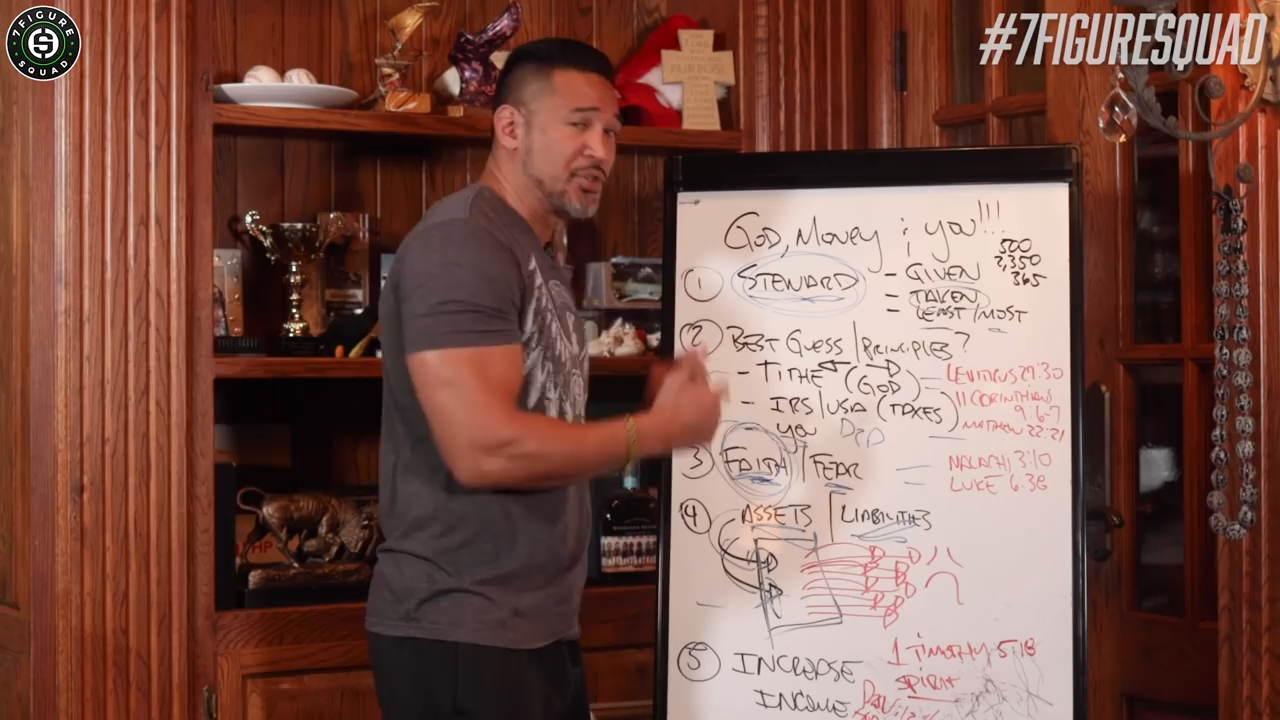 7FIGURE
SQUAD
#7FIGURESQUAD
GOD, MONEY & YOU!!!
500
2,350
365
① STEWARD - GIVEN
= TAKEN
- LEAST/MOST
② BEST GUESS/PRINCIPLES?
- TITHE (GOD) = LEVITICUS 27:30
- IRS/USA (TAXES) II CORINTHIANS 9:6-7
YOU — MATHEW 22:21
③ FAITH / FEAR = MALACHI 3:10
LUKE 6:38
④ ASSETS | LIABILITIES
⑤ INCREASE
INCOME
1 TIMOTHY 5:18
SPIRIT
HP